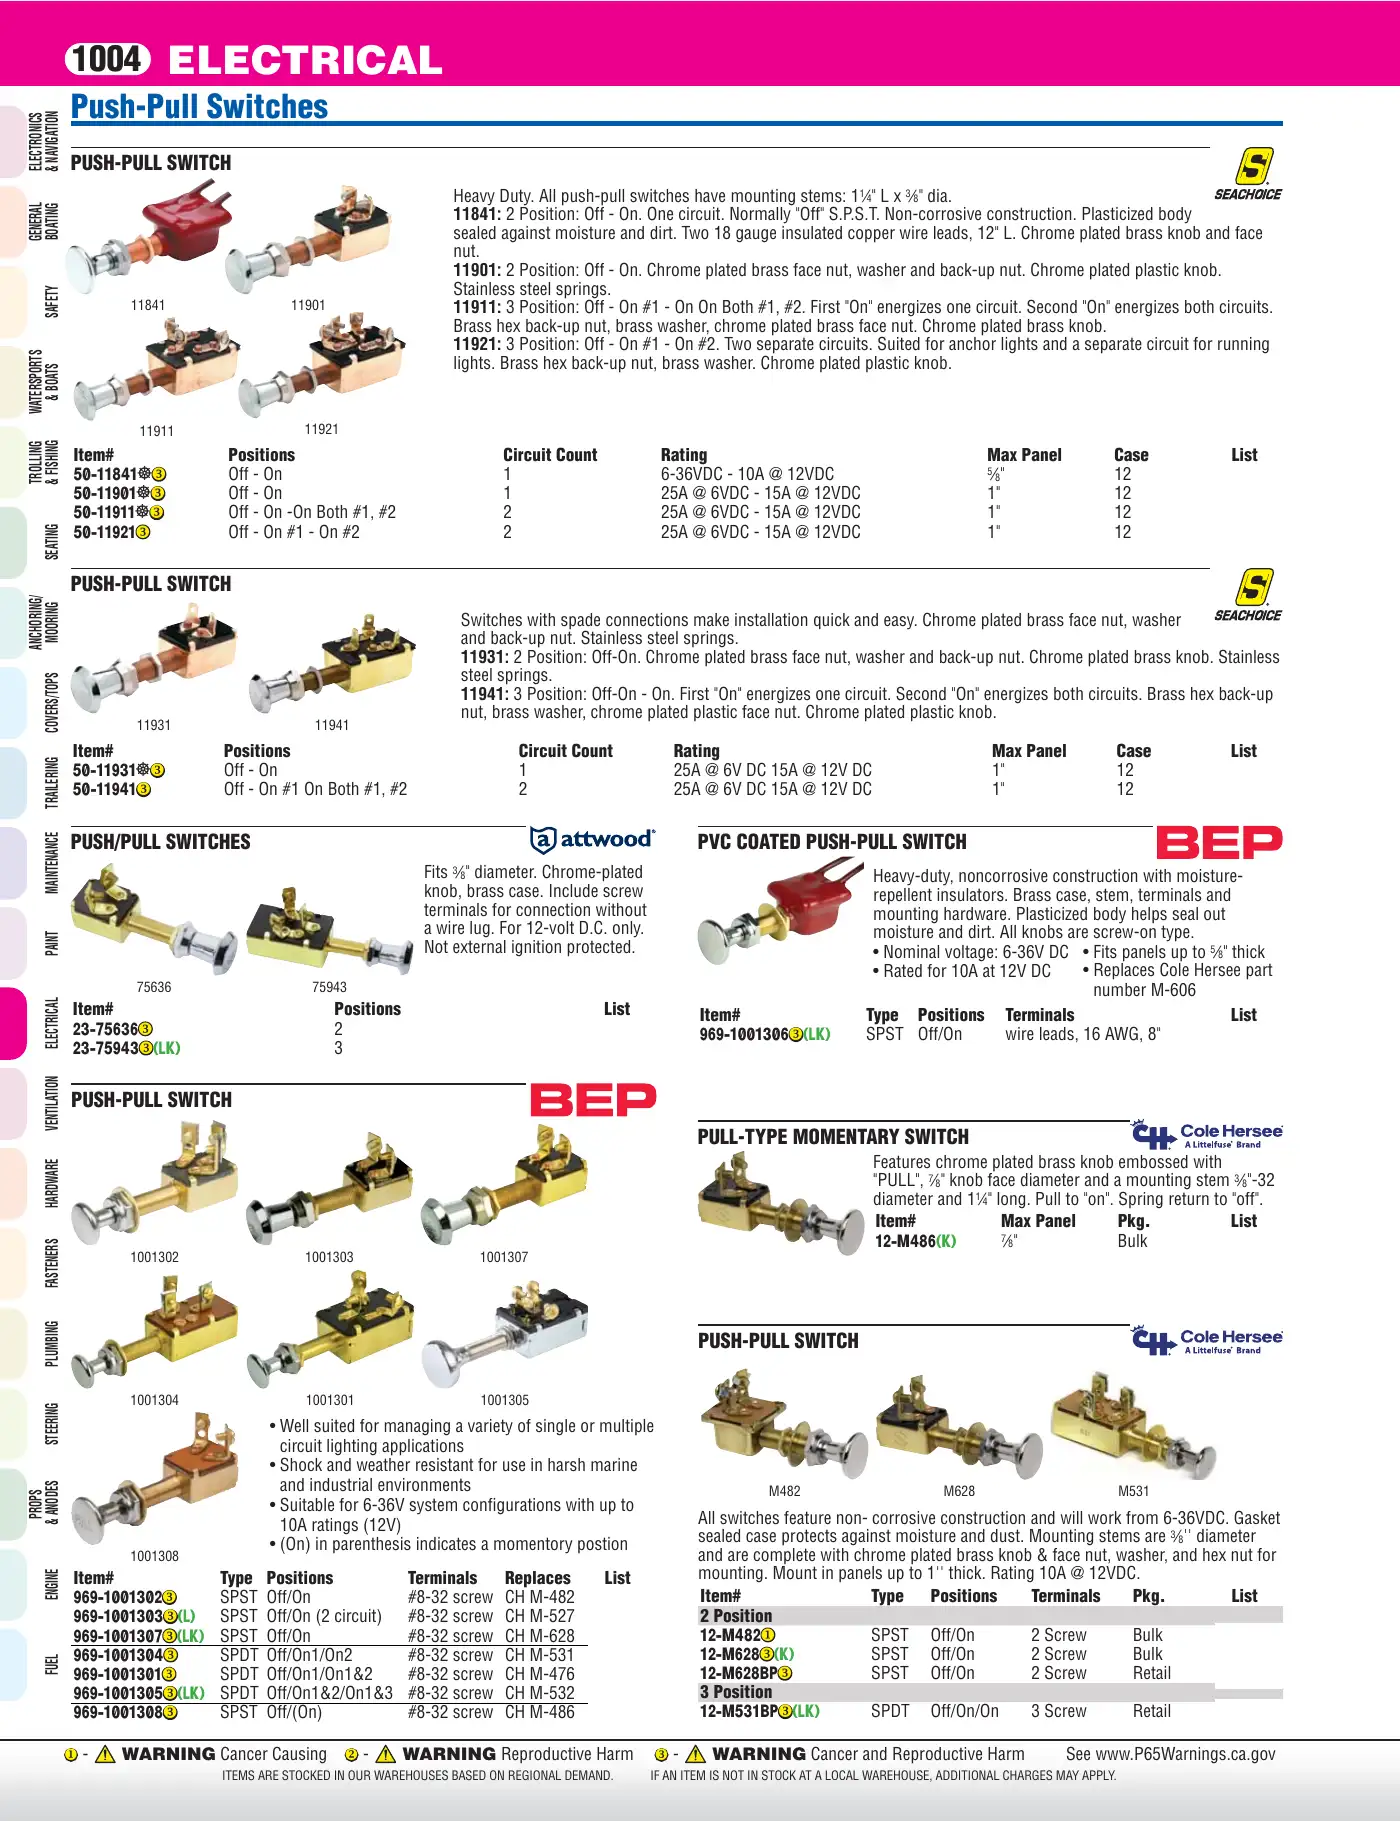 1004 ELECTRICAL
Push-Pull Switches
ELECTRONICS & NAVIGATION
GENERAL BOATING
SAFETY
WATERSPORTS & BOATS
TROLLING & FISHING
SEATING
ANCHORING/ MOORING
COVERS/TOPS
TRAILERING
MAINTENANCE
PAINT
ELECTRICAL
VENTILATION
HARDWARE
FASTENERS
PLUMBING
STEERING
PROPS & ANODES
ENGINE
FUEL
PUSH-PULL SWITCH
S
SEACHOICE
11841
11901
11911
11921
Heavy Duty. All push-pull switches have mounting stems: 1¼" L x ⅜" dia.
11841: 2 Position: Off - On. One circuit. Normally "Off" S.P.S.T. Non-corrosive construction. Plasticized body
sealed against moisture and dirt. Two 18 gauge insulated copper wire leads, 12" L. Chrome plated brass knob and face
nut.
11901: 2 Position: Off - On. Chrome plated brass face nut, washer and back-up nut. Chrome plated plastic knob.
Stainless steel springs.
11911: 3 Position: Off - On #1 - On On Both #1, #2. First "On" energizes one circuit. Second "On" energizes both circuits.
Brass hex back-up nut, brass washer, chrome plated brass face nut. Chrome plated brass knob.
11921: 3 Position: Off - On #1 - On #2. Two separate circuits. Suited for anchor lights and a separate circuit for running
lights. Brass hex back-up nut, brass washer. Chrome plated plastic knob.
Item# Positions Circuit Count Rating Max Panel Case List
50-11841 3 Off - On 1 6-36VDC - 10A @ 12VDC ⅝" 12
50-11901 3 Off - On 1 25A @ 6VDC - 15A @ 12VDC 1" 12
50-11911 3 Off - On -On Both #1, #2 2 25A @ 6VDC - 15A @ 12VDC 1" 12
50-11921 3 Off - On #1 - On #2 2 25A @ 6VDC - 15A @ 12VDC 1" 12
PUSH-PULL SWITCH
S
SEACHOICE
11931
11941
Switches with spade connections make installation quick and easy. Chrome plated brass face nut, washer
and back-up nut. Stainless steel springs.
11931: 2 Position: Off-On. Chrome plated brass face nut, washer and back-up nut. Chrome plated brass knob. Stainless
steel springs.
11941: 3 Position: Off-On - On. First "On" energizes one circuit. Second "On" energizes both circuits. Brass hex back-up
nut, brass washer, chrome plated plastic face nut. Chrome plated plastic knob.
Item# Positions Circuit Count Rating Max Panel Case List
50-11931 3 Off - On 1 25A @ 6V DC 15A @ 12V DC 1" 12
50-11941 3 Off - On #1 On Both #1, #2 2 25A @ 6V DC 15A @ 12V DC 1" 12
PUSH/PULL SWITCHES
a attwood
75636
75943
Fits ⅜" diameter. Chrome-plated
knob, brass case. Include screw
terminals for connection without
a wire lug. For 12-volt D.C. only.
Not external ignition protected.
Item# Positions List
23-75636 3 2
23-75943 3 (LK) 3
PVC COATED PUSH-PULL SWITCH
BEP
Heavy-duty, noncorrosive construction with moisture-
repellent insulators. Brass case, stem, terminals and
mounting hardware. Plasticized body helps seal out
moisture and dirt. All knobs are screw-on type.
• Nominal voltage: 6-36V DC
• Rated for 10A at 12V DC
• Fits panels up to ⅝" thick
• Replaces Cole Hersee part
number M-606
Item# Type Positions Terminals List
969-1001306 3 (LK) SPST Off/On wire leads, 16 AWG, 8"
PUSH-PULL SWITCH
BEP
1001302
1001303
1001307
1001304
1001301
1001305
1001308
• Well suited for managing a variety of single or multiple
circuit lighting applications
• Shock and weather resistant for use in harsh marine
and industrial environments
• Suitable for 6-36V system configurations with up to
10A ratings (12V)
• (On) in parenthesis indicates a momentory postion
Item# Type Positions Terminals Replaces List
969-1001302 3 SPST Off/On #8-32 screw CH M-482
969-1001303 3 (L) SPST Off/On (2 circuit) #8-32 screw CH M-527
969-1001307 3 (LK) SPST Off/On #8-32 screw CH M-628
969-1001304 3 SPDT Off/On1/On2 #8-32 screw CH M-531
969-1001301 3 SPDT Off/On1/On1&2 #8-32 screw CH M-476
969-1001305 3 (LK) SPDT Off/On1&2/On1&3 #8-32 screw CH M-532
969-1001308 3 SPST Off/(On) #8-32 screw CH M-486
PULL-TYPE MOMENTARY SWITCH
CH Cole Hersee
A Littelfuse Brand
Features chrome plated brass knob embossed with
"PULL", ⅞" knob face diameter and a mounting stem ⅜"-32
diameter and 1¼" long. Pull to "on". Spring return to "off".
Item# Max Panel Pkg. List
12-M486(K) ⅞" Bulk
PUSH-PULL SWITCH
CH Cole Hersee
A Littelfuse Brand
M482
M628
M531
All switches feature non- corrosive construction and will work from 6-36VDC. Gasket
sealed case protects against moisture and dust. Mounting stems are ⅜'' diameter
and are complete with chrome plated brass knob & face nut, washer, and hex nut for
mounting. Mount in panels up to 1'' thick. Rating 10A @ 12VDC.
Item# Type Positions Terminals Pkg. List
2 Position
12-M482 1 SPST Off/On 2 Screw Bulk
12-M628 3 (K) SPST Off/On 2 Screw Bulk
12-M628BP 3 SPST Off/On 2 Screw Retail
3 Position
12-M531BP 3 (LK) SPDT Off/On/On 3 Screw Retail
1 - WARNING Cancer Causing 2 - WARNING Reproductive Harm 3 - WARNING Cancer and Reproductive Harm See www.P65Warnings.ca.gov
ITEMS ARE STOCKED IN OUR WAREHOUSES BASED ON REGIONAL DEMAND. IF AN ITEM IS NOT IN STOCK AT A LOCAL WAREHOUSE, ADDITIONAL CHARGES MAY APPLY.